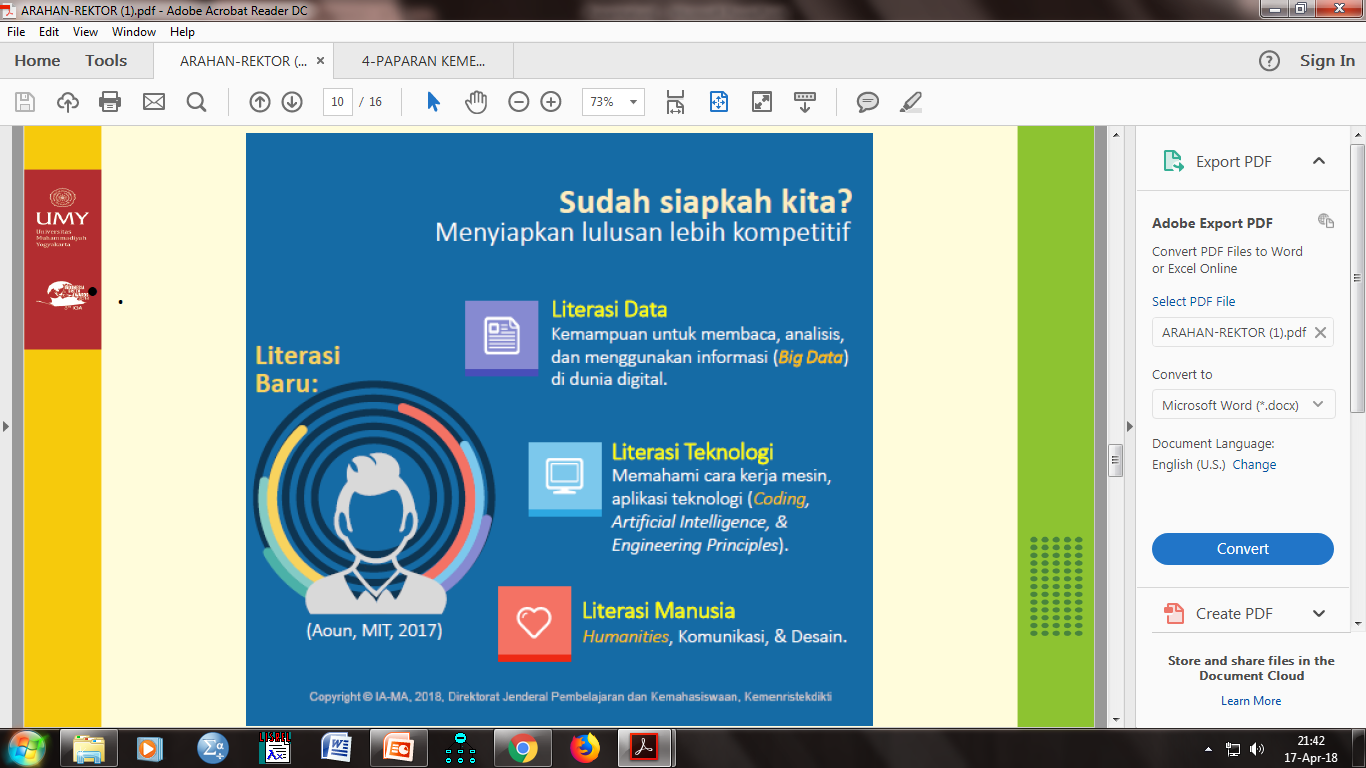 ARAHAN-REKTOR (1).pdf - Adobe Acrobat Reader DC
File Edit View Window Help
Home Tools ARAHAN-REKTOR (... × 4-PAPARAN KEME... ? Sign In
10 / 16 73%
UMY
Universitas
Muhammadiyah
Yogyakarta
Sudah siapkah kita?
Menyiapkan lulusan lebih kompetitif
Literasi Data
Kemampuan untuk membaca, analisis,
dan menggunakan informasi (Big Data)
di dunia digital.
Literasi
Baru:
Literasi Teknologi
Memahami cara kerja mesin,
aplikasi teknologi (Coding,
Artificial Intelligence, &
Engineering Principles).
Literasi Manusia
Humanities, Komunikasi, & Desain.
(Aoun, MIT, 2017)
Copyright © IA-MA, 2018, Direktorat Jenderal Pembelajaran dan Kemahasiswaan, Kemenristekdikti
Export PDF
Adobe Export PDF
Convert PDF Files to Word
or Excel Online
Select PDF File
ARAHAN-REKTOR (1).pdf
Convert to
Microsoft Word (*.docx)
Document Language:
English (U.S.) Change
Convert
Create PDF
Store and share files in the
Document Cloud
Learn More
21:42
17-Apr-18